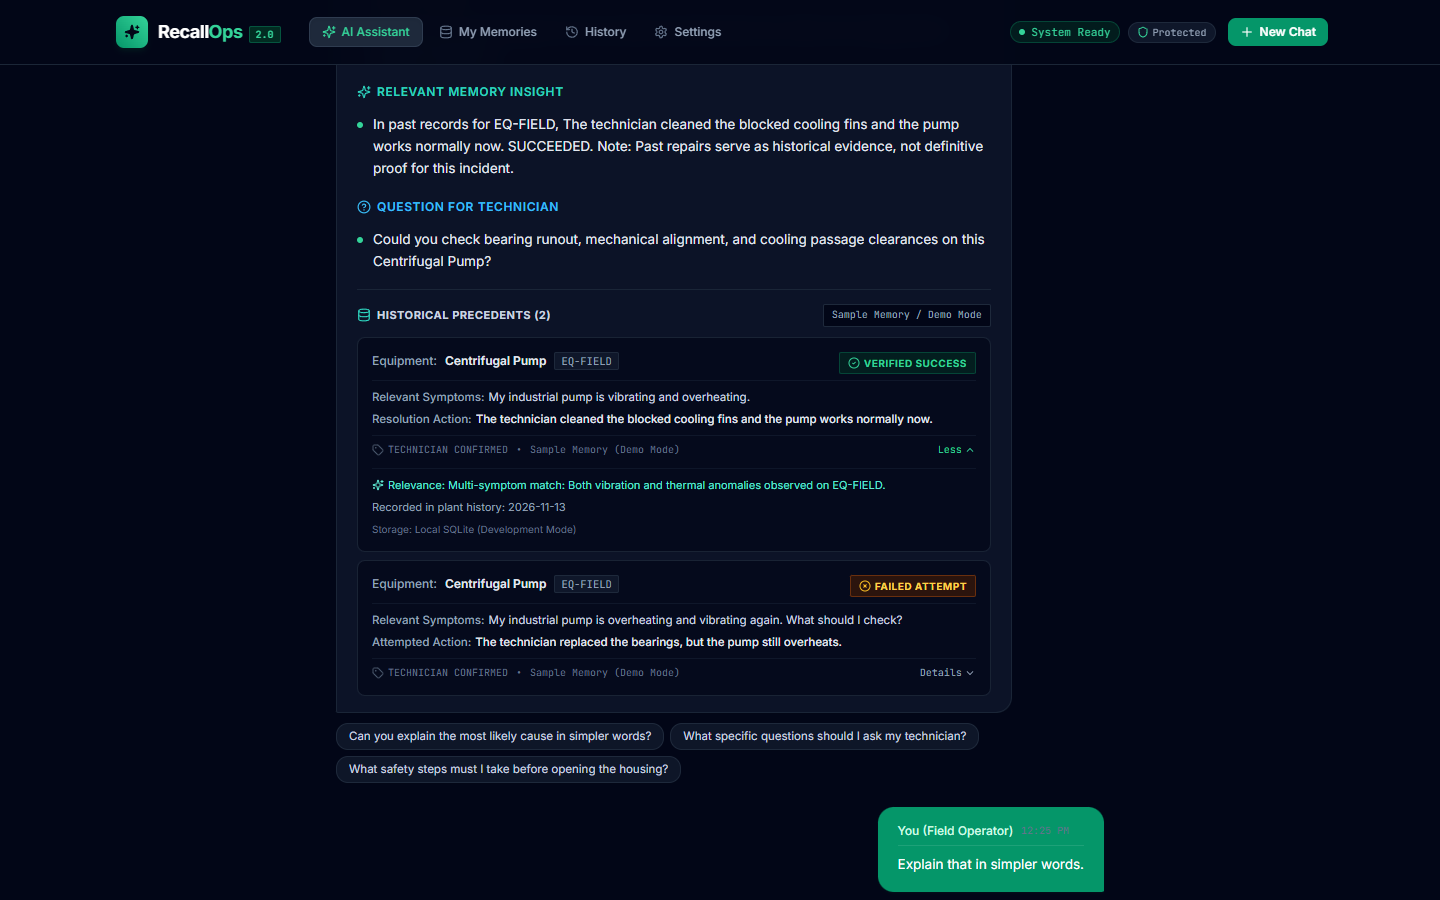 RecallOps 2.0 AI Assistant My Memories History Settings System Ready Protected New Chat
RELEVANT MEMORY INSIGHT
In past records for EQ-FIELD, The technician cleaned the blocked cooling fins and the pump
works normally now. SUCCEEDED. Note: Past repairs serve as historical evidence, not definitive
proof for this incident.
QUESTION FOR TECHNICIAN
Could you check bearing runout, mechanical alignment, and cooling passage clearances on this
Centrifugal Pump?
HISTORICAL PRECEDENTS (2) Sample Memory / Demo Mode
Equipment: Centrifugal Pump EQ-FIELD VERIFIED SUCCESS
Relevant Symptoms: My industrial pump is vibrating and overheating.
Resolution Action: The technician cleaned the blocked cooling fins and the pump works normally now.
TECHNICIAN CONFIRMED • Sample Memory (Demo Mode) Less
Relevance: Multi-symptom match: Both vibration and thermal anomalies observed on EQ-FIELD.
Recorded in plant history: 2026-11-13
Storage: Local SQLite (Development Mode)
Equipment: Centrifugal Pump EQ-FIELD FAILED ATTEMPT
Relevant Symptoms: My industrial pump is overheating and vibrating again. What should I check?
Attempted Action: The technician replaced the bearings, but the pump still overheats.
TECHNICIAN CONFIRMED • Sample Memory (Demo Mode) Details
Can you explain the most likely cause in simpler words? What specific questions should I ask my technician?
What safety steps must I take before opening the housing?
You (Field Operator)
Explain that in simpler words.